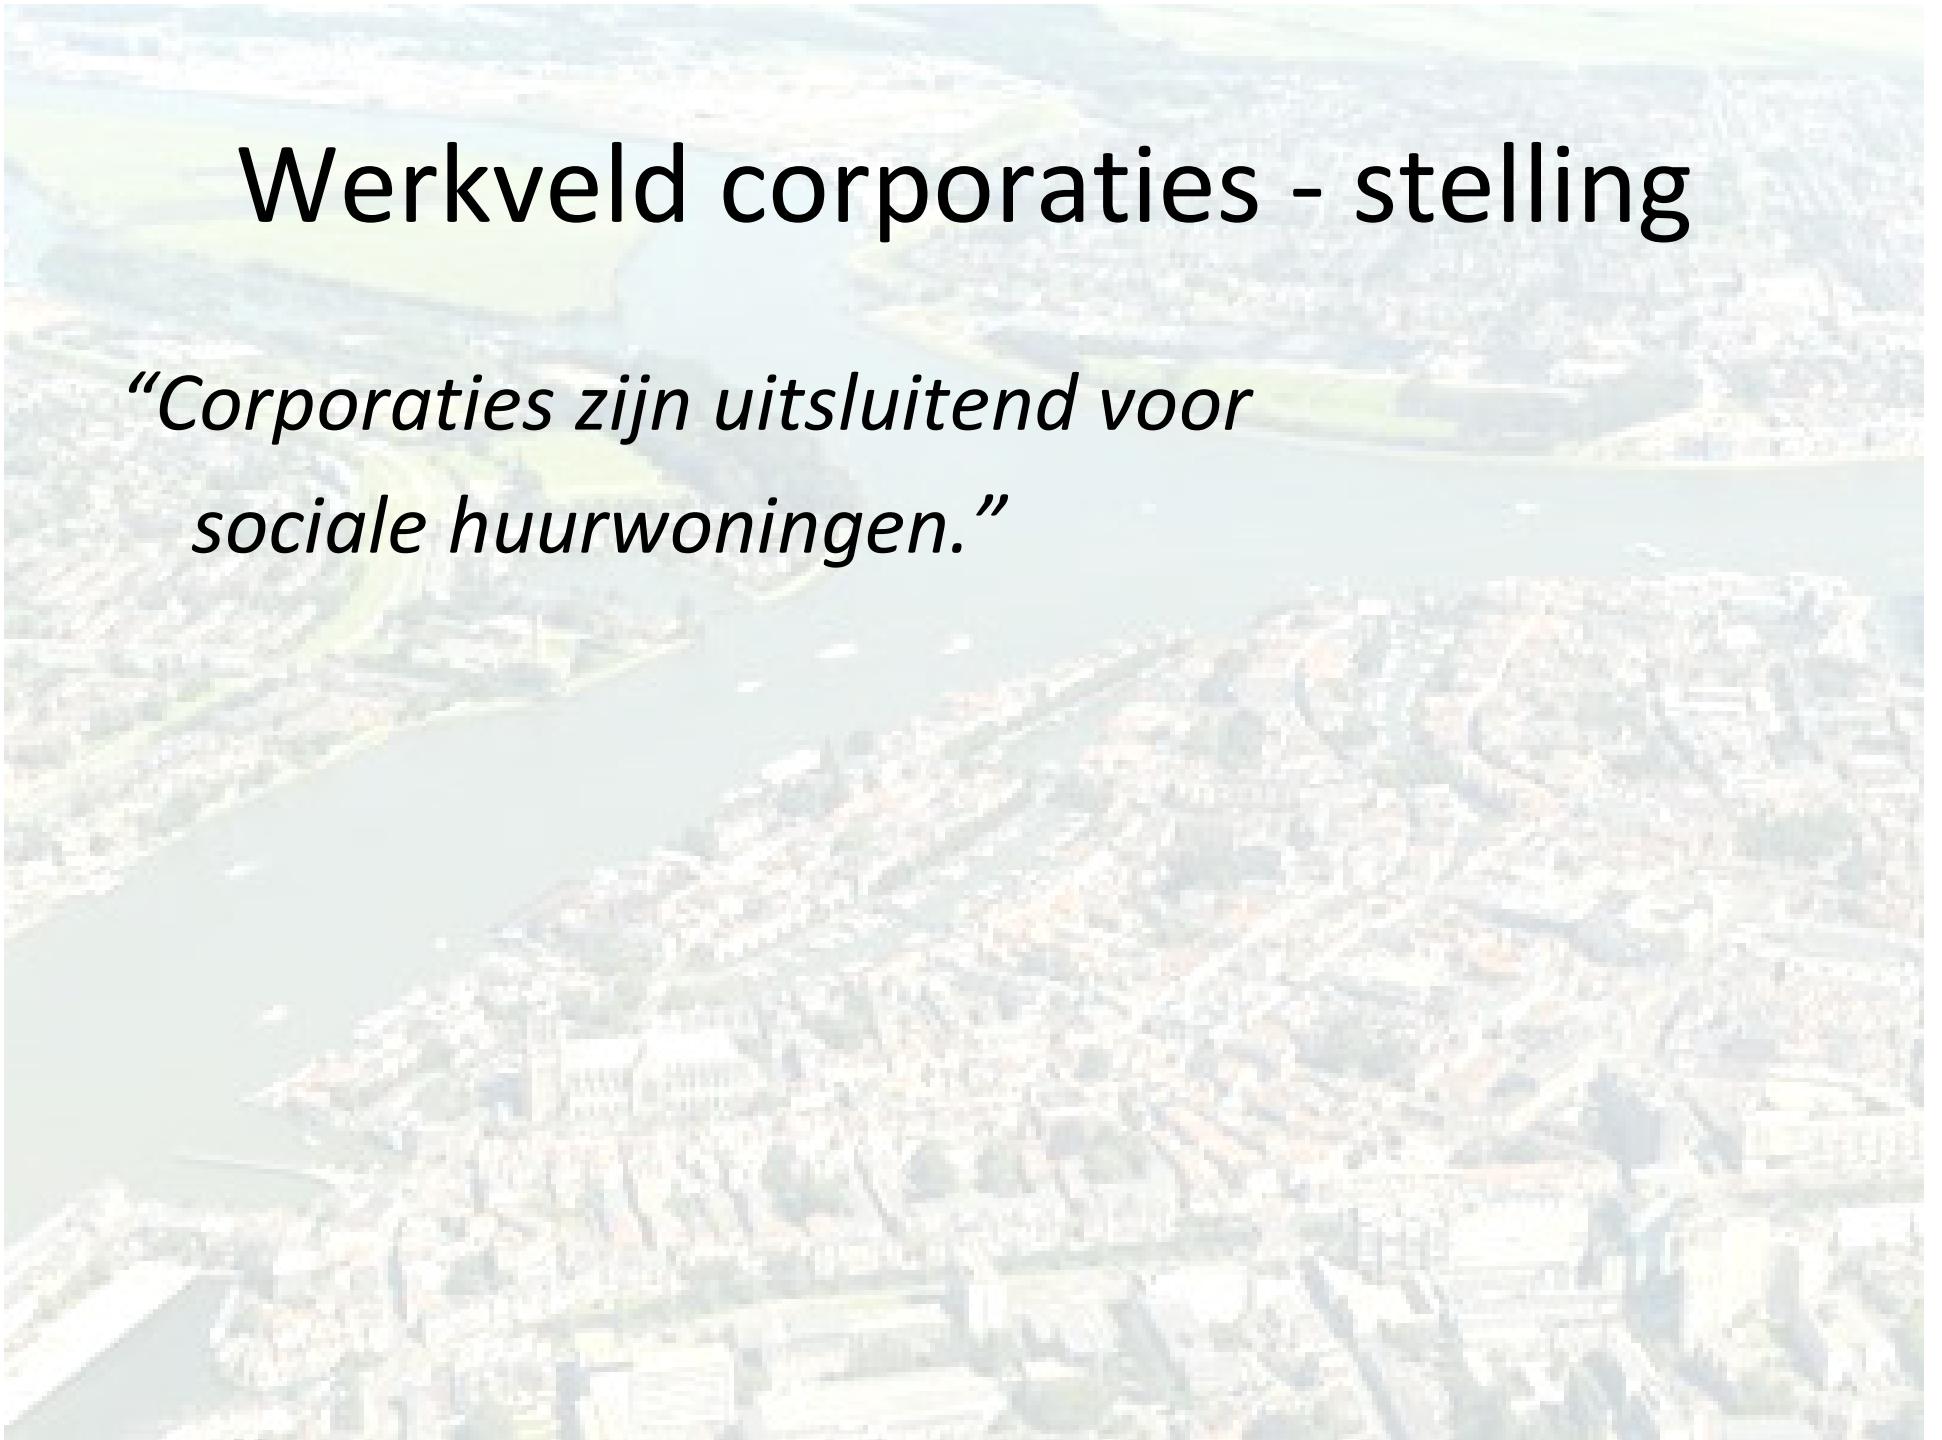 Werkveld corporaties - stelling
“Corporaties zijn uitsluitend voor
sociale huurwoningen.”